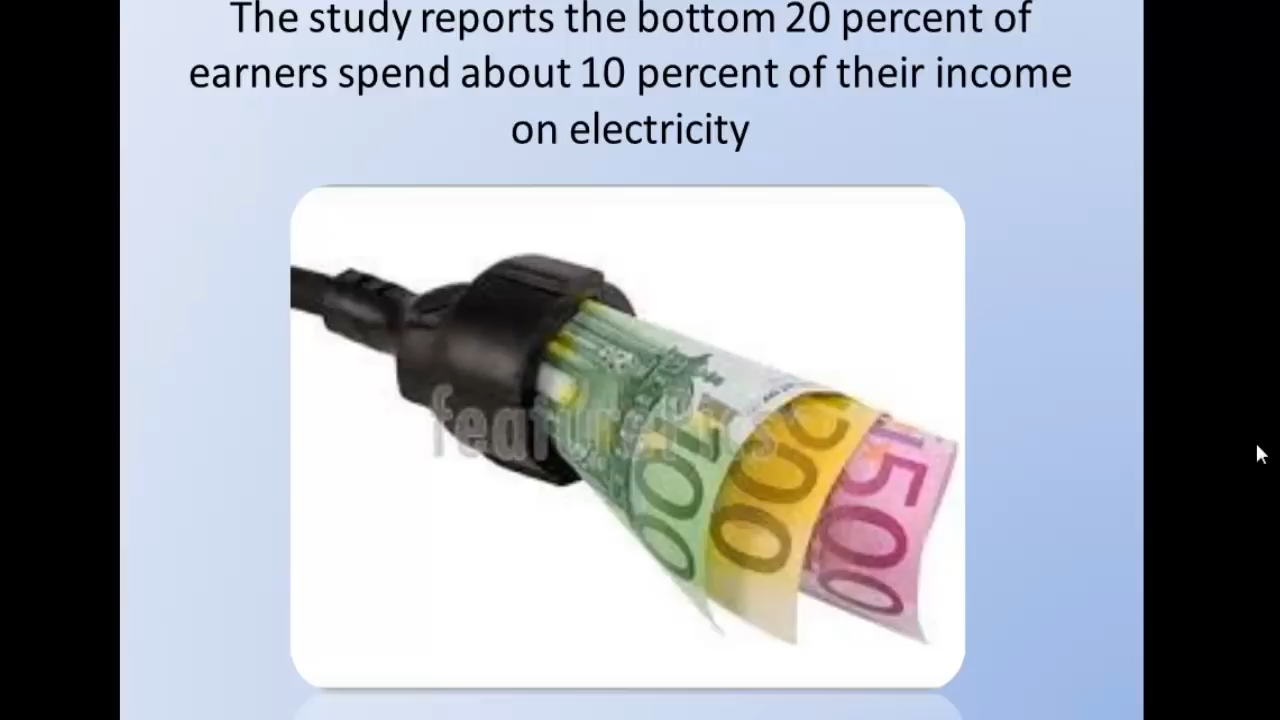 The study reports the bottom 20 percent of
earners spend about 10 percent of their income
on electricity
featurePics
100
200
500